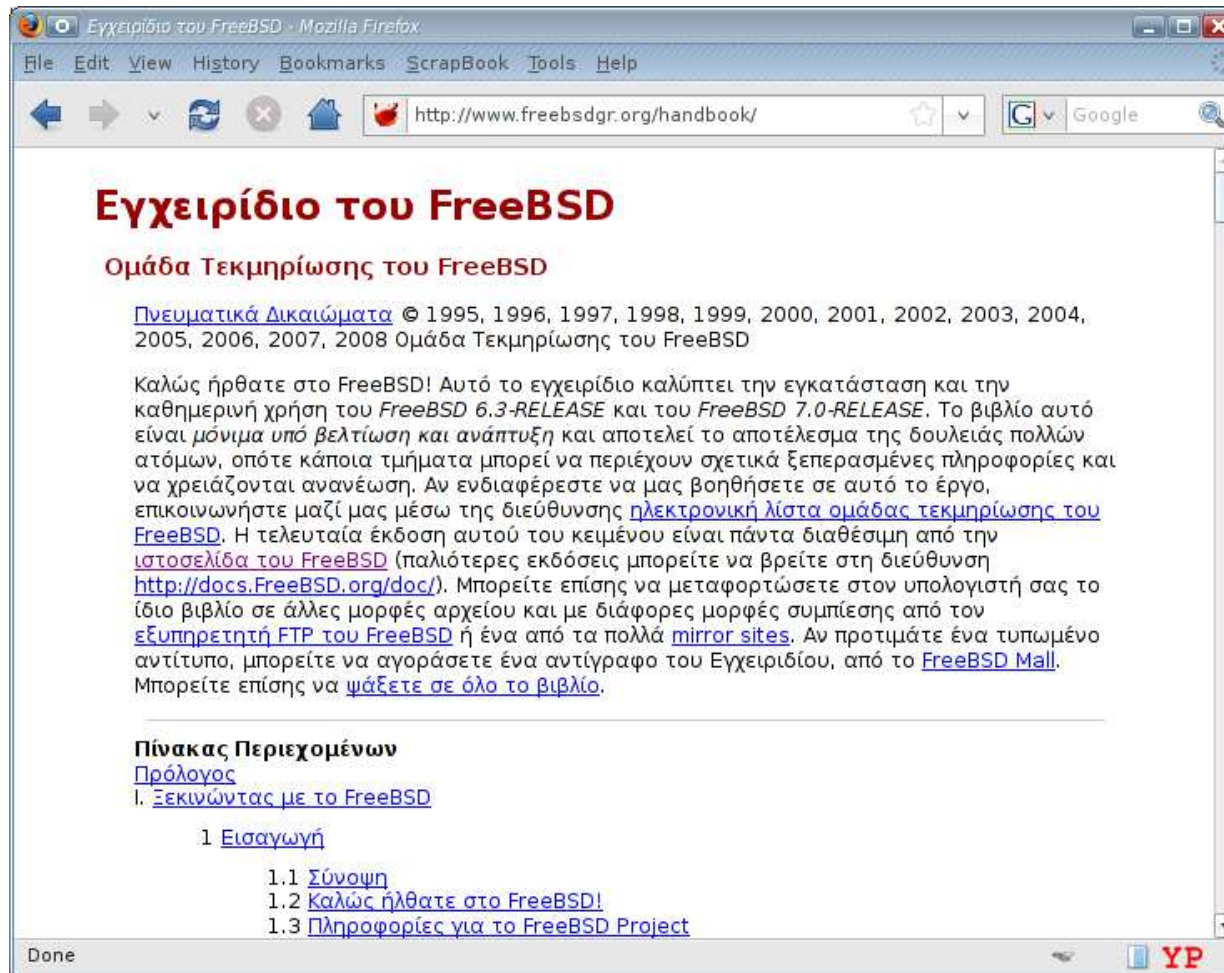 Εγχειρίδιο του FreeBSD - Mozilla Firefox
File Edit View History Bookmarks ScrapBook Tools Help
http://www.freebsdgr.org/handbook/ G Google
Εγχειρίδιο του FreeBSD
Ομάδα Τεκμηρίωσης του FreeBSD
Πνευματικά Δικαιώματα © 1995, 1996, 1997, 1998, 1999, 2000, 2001, 2002, 2003, 2004,
2005, 2006, 2007, 2008 Ομάδα Τεκμηρίωσης του FreeBSD
Καλώς ήρθατε στο FreeBSD! Αυτό το εγχειρίδιο καλύπτει την εγκατάσταση και την
καθημερινή χρήση του FreeBSD 6.3-RELEASE και του FreeBSD 7.0-RELEASE. Το βιβλίο αυτό
είναι μόνιμα υπό βελτίωση και ανάπτυξη και αποτελεί το αποτέλεσμα της δουλειάς πολλών
ατόμων, οπότε κάποια τμήματα μπορεί να περιέχουν σχετικά ξεπερασμένες πληροφορίες και
να χρειάζονται ανανέωση. Αν ενδιαφέρεστε να μας βοηθήσετε σε αυτό το έργο,
επικοινωνήστε μαζί μας μέσω της διεύθυνσης ηλεκτρονική λίστα ομάδας τεκμηρίωσης του
FreeBSD. Η τελευταία έκδοση αυτού του κειμένου είναι πάντα διαθέσιμη από την
ιστοσελίδα του FreeBSD (παλιότερες εκδόσεις μπορείτε να βρείτε στη διεύθυνση
http://docs.FreeBSD.org/doc/). Μπορείτε επίσης να μεταφορτώσετε στον υπολογιστή σας το
ίδιο βιβλίο σε άλλες μορφές αρχείου και με διάφορες μορφές συμπίεσης από τον
εξυπηρετητή FTP του FreeBSD ή ένα από τα πολλά mirror sites. Αν προτιμάτε ένα τυπωμένο
αντίτυπο, μπορείτε να αγοράσετε ένα αντίγραφο του Εγχειριδίου, από το FreeBSD Mall.
Μπορείτε επίσης να ψάξετε σε όλο το βιβλίο.
Πίνακας Περιεχομένων
Πρόλογος
I. Ξεκινώντας με το FreeBSD
1 Εισαγωγή
1.1 Σύνοψη
1.2 Καλώς ήλθατε στο FreeBSD!
1.3 Πληροφορίες για το FreeBSD Project
Done YP